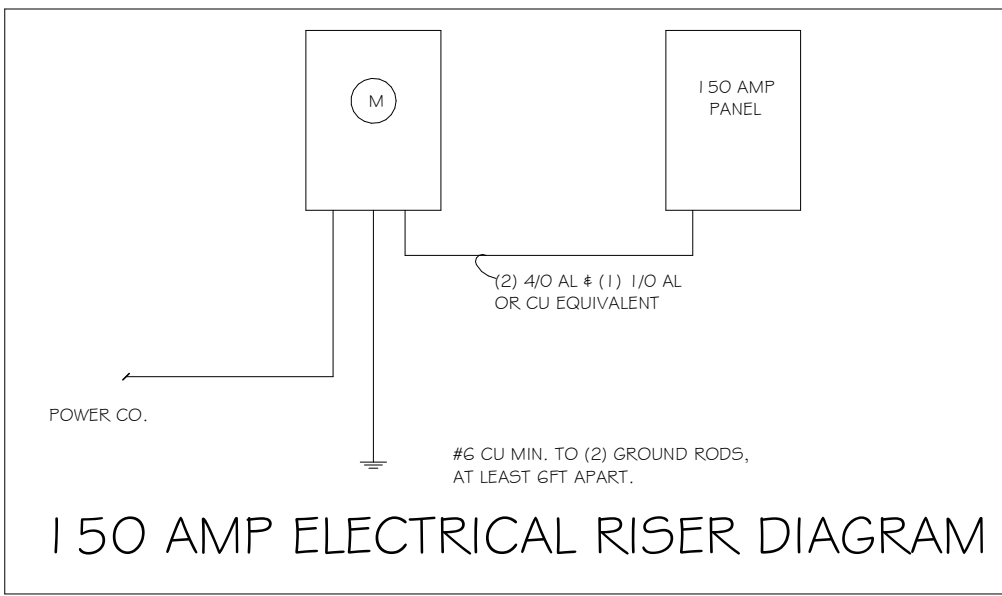 M
150 AMP
PANEL
(2) 4/0 AL & (1) 1/0 AL
OR CU EQUIVALENT
POWER CO.
#6 CU MIN. TO (2) GROUND RODS,
AT LEAST 6FT APART.
150 AMP ELECTRICAL RISER DIAGRAM